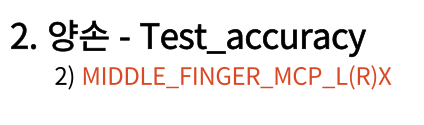 2. 양손 - Test_accuracy
2) MIDDLE_FINGER_MCP_L(R)X